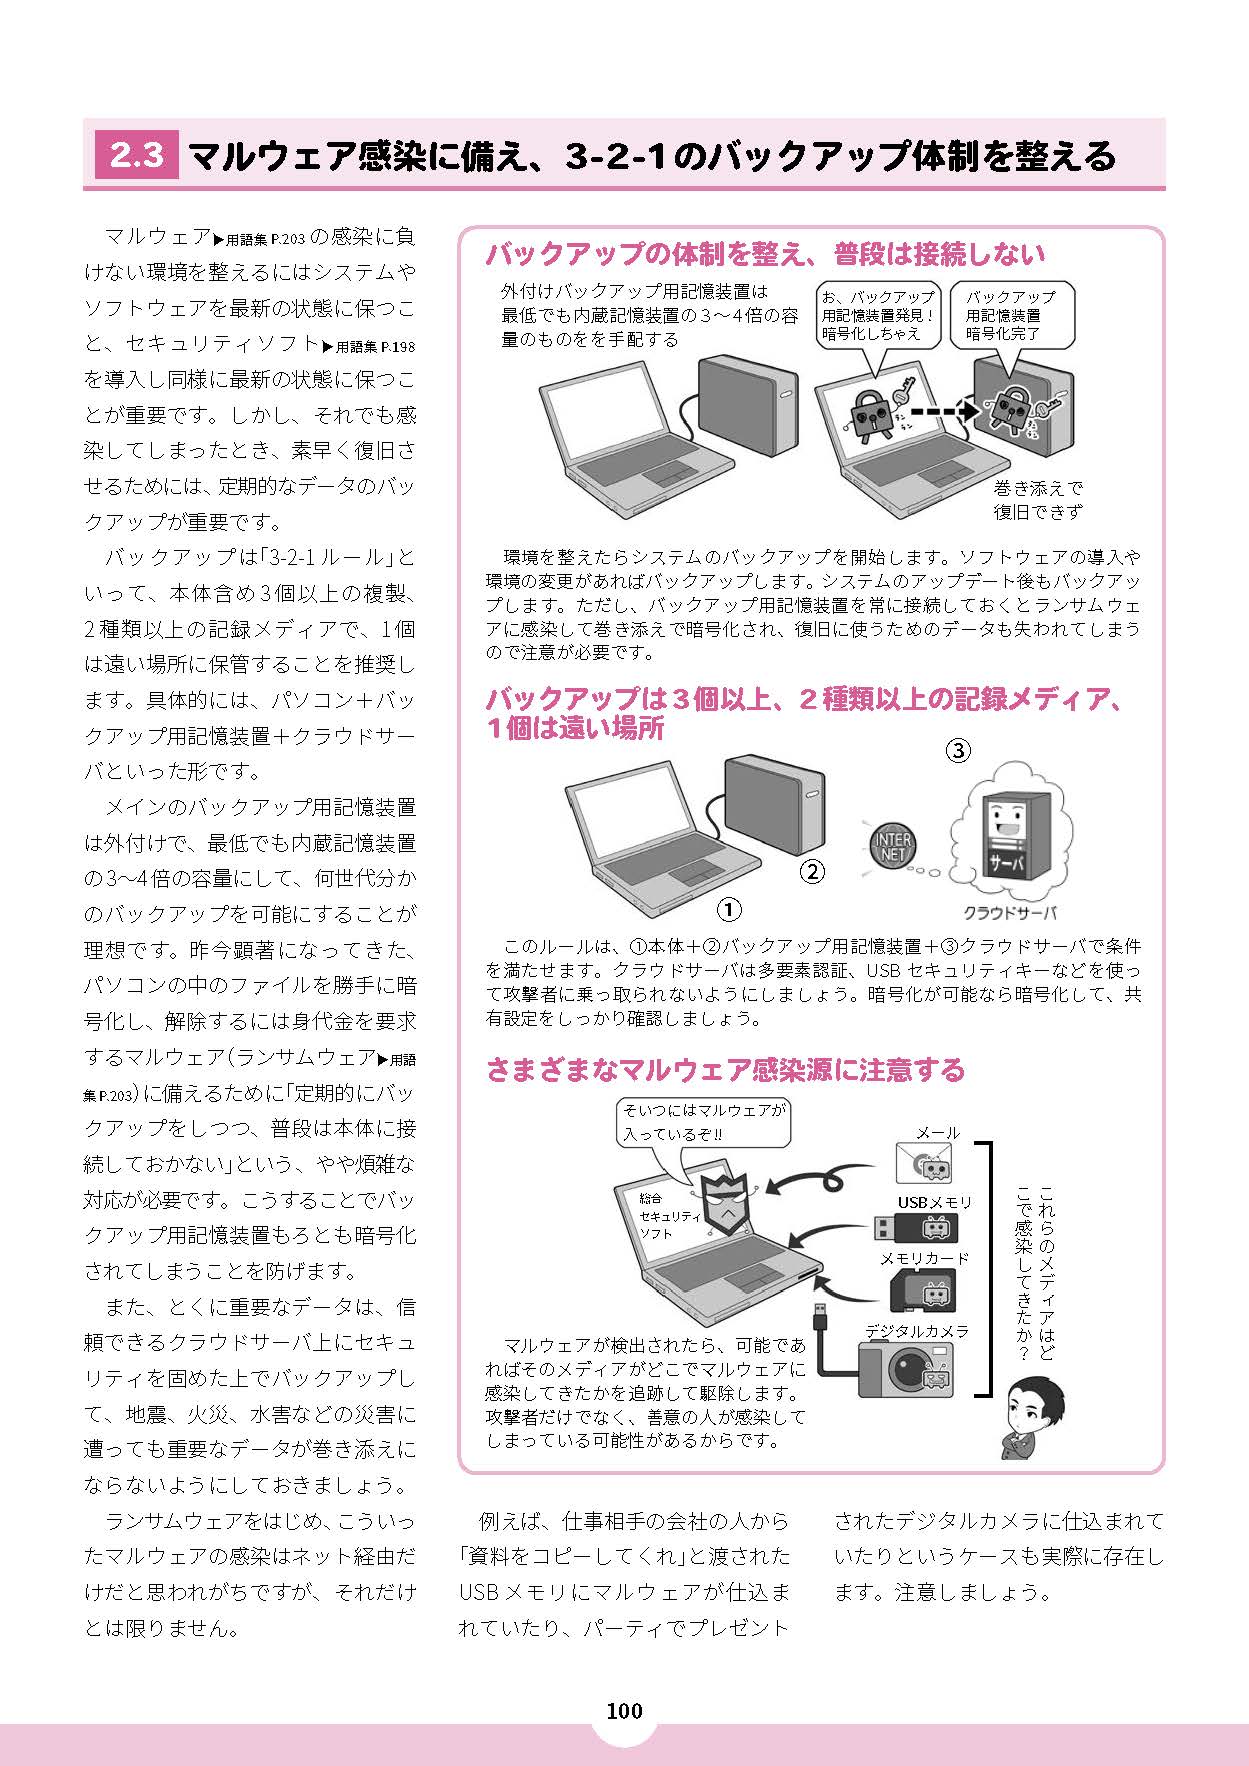 2.3 マルウェア感染に備え、3-2-1のバックアップ体制を整える
マルウェア▶用語集P.203の感染に負
けない環境を整えるにはシステムや
ソフトウェアを最新の状態に保つこ
と、セキュリティソフト▶用語集P.198
を導入し同様に最新の状態に保つこ
とが重要です。しかし、それでも感
染してしまったとき、素早く復旧さ
せるためには、定期的なデータのバッ
クアップが重要です。
バックアップは「3-2-1ルール」と
いって、本体含め3個以上の複製、
2種類以上の記録メディアで、1個
は遠い場所に保管することを推奨し
ます。具体的には、パソコン＋バッ
クアップ用記憶装置＋クラウドサー
バといった形です。
メインのバックアップ用記憶装置
は外付けで、最低でも内蔵記憶装置
の3〜4倍の容量にして、何世代分か
のバックアップを可能にすることが
理想です。昨今顕著になってきた、
パソコンの中のファイルを勝手に暗
号化し、解除するには身代金を要求
するマルウェア（ランサムウェア▶用語
集P.203）に備えるために「定期的にバッ
クアップをしつつ、普段は本体に接
続しておかない」という、やや煩雑な
対応が必要です。こうすることでバッ
クアップ用記憶装置もろとも暗号化
されてしまうことを防げます。
また、とくに重要なデータは、信
頼できるクラウドサーバ上にセキュ
リティを固めた上でバックアップし
て、地震、火災、水害などの災害に
遭っても重要なデータが巻き添えに
ならないようにしておきましょう。
ランサムウェアをはじめ、こういっ
たマルウェアの感染はネット経由だ
けだと思われがちですが、それだけ
とは限りません。
バックアップの体制を整え、普段は接続しない
外付けバックアップ用記憶装置は
最低でも内蔵記憶装置の3〜4倍の容
量のものをを手配する
お、バックアップ
用記憶装置発見！
暗号化しちゃえ
バックアップ
用記憶装置
暗号化完了
巻き添えで
復旧できず
環境を整えたらシステムのバックアップを開始します。ソフトウェアの導入や
環境の変更があればバックアップします。システムのアップデート後もバックアッ
プします。ただし、バックアップ用記憶装置を常に接続しておくとランサムウェ
アに感染して巻き添えで暗号化され、復旧に使うためのデータも失われてしまう
ので注意が必要です。
バックアップは3個以上、2種類以上の記録メディア、
1個は遠い場所
③
INTER
NET
サーバ
②
①
クラウドサーバ
このルールは、①本体＋②バックアップ用記憶装置＋③クラウドサーバで条件
を満たせます。クラウドサーバは多要素認証、USBセキュリティキーなどを使っ
て攻撃者に乗っ取られないようにしましょう。暗号化が可能なら暗号化して、共
有設定をしっかり確認しましょう。
さまざまなマルウェア感染源に注意する
そいつにはマルウェアが
入っているぞ!!
総合
セキュリティ
ソフト
メール
USBメモリ
メモリカード
デジタルカメラ
これらのメディアはど
こで感染してきたか？
マルウェアが検出されたら、可能であ
ればそのメディアがどこでマルウェアに
感染してきたかを追跡して駆除します。
攻撃者だけでなく、善意の人が感染して
しまっている可能性があるからです。
例えば、仕事相手の会社の人から
「資料をコピーしてくれ」と渡された
USBメモリにマルウェアが仕込ま
れていたり、パーティでプレゼント
されたデジタルカメラに仕込まれて
いたりというケースも実際に存在し
ます。注意しましょう。
100